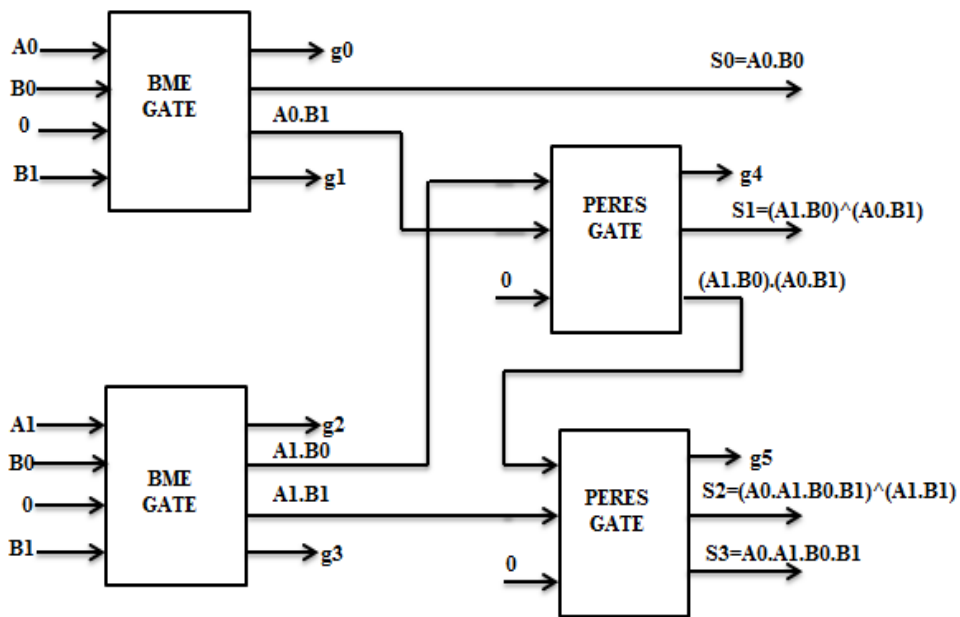 A0
B0
0
B1
BME
GATE
g0
S0=A0.B0
A0.B1
g1
PERES
GATE
0
g4
S1=(A1.B0)^(A0.B1)
(A1.B0).(A0.B1)
A1
B0
0
B1
BME
GATE
g2
A1.B0
A1.B1
g3
PERES
GATE
0
g5
S2=(A0.A1.B0.B1)^(A1.B1)
S3=A0.A1.B0.B1